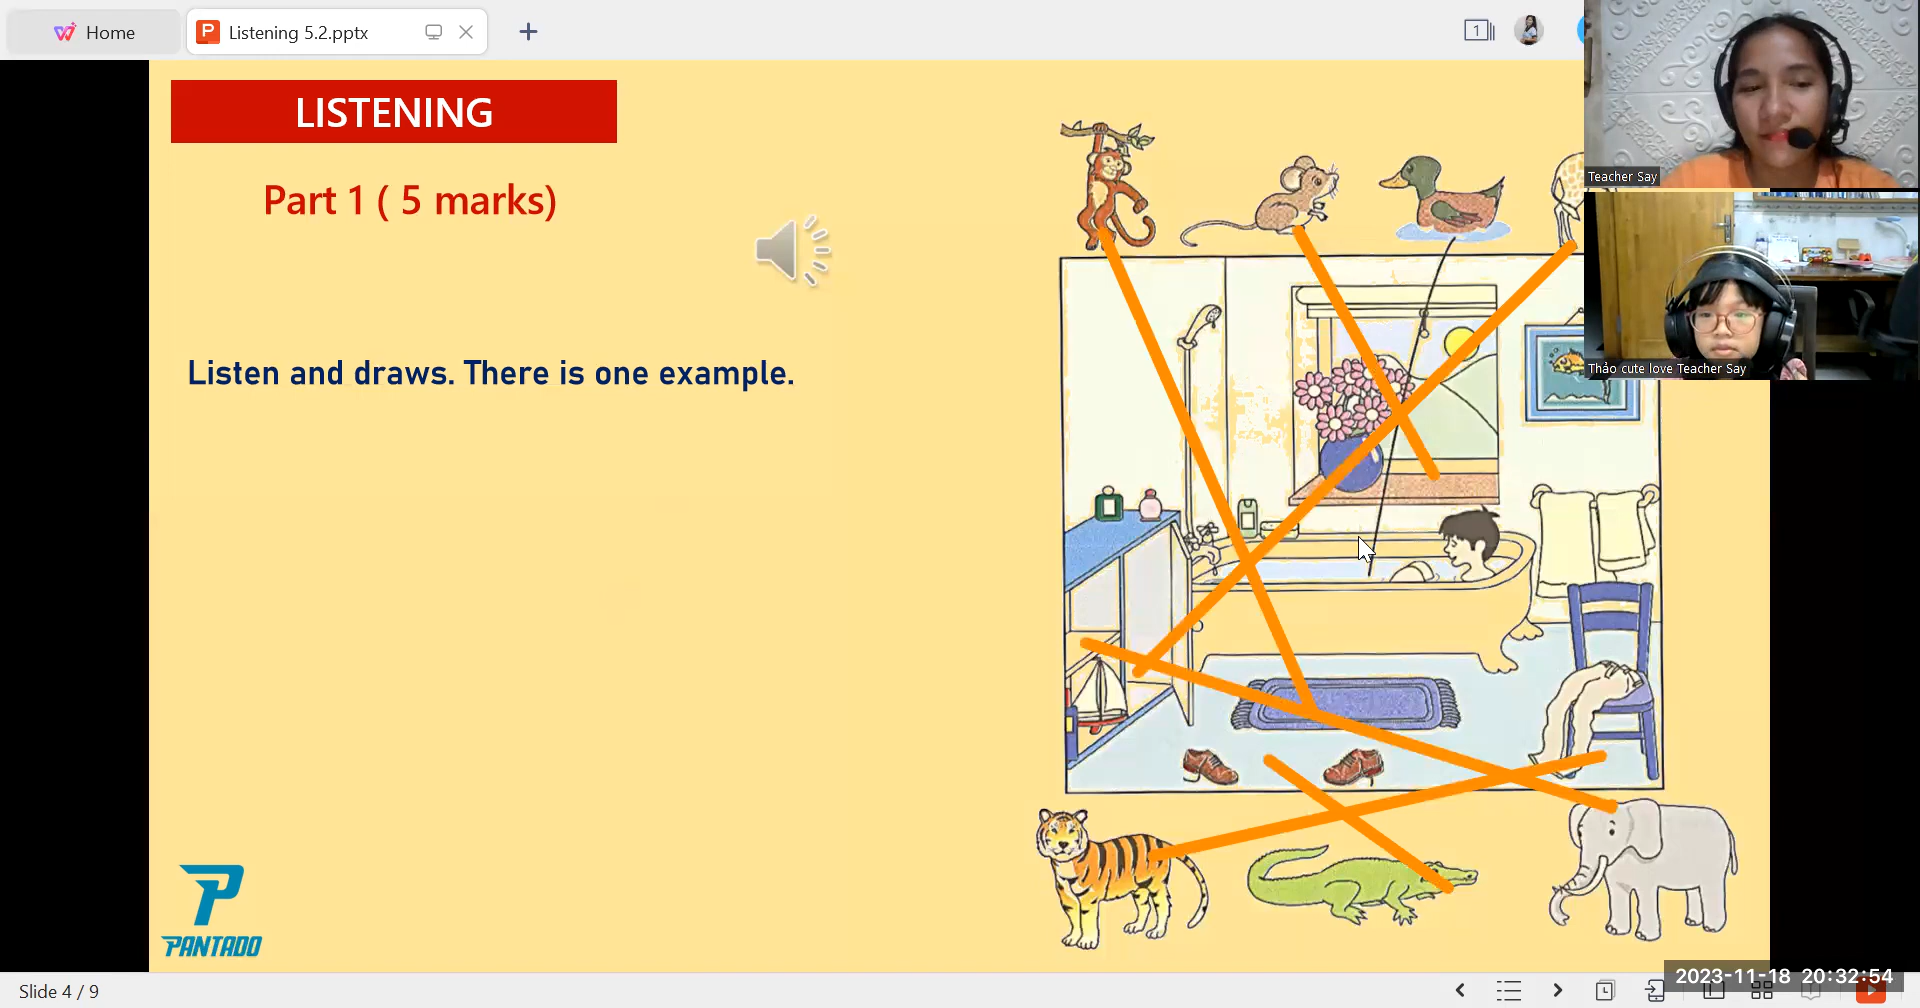 Home
Listening 5.2.pptx
1
LISTENING
Part 1 ( 5 marks)
Listen and draws. There is one example.
Teacher Say
Thảo cute love Teacher Say
PANTADO
Slide 4 / 9
2023-11-18 20:32:54